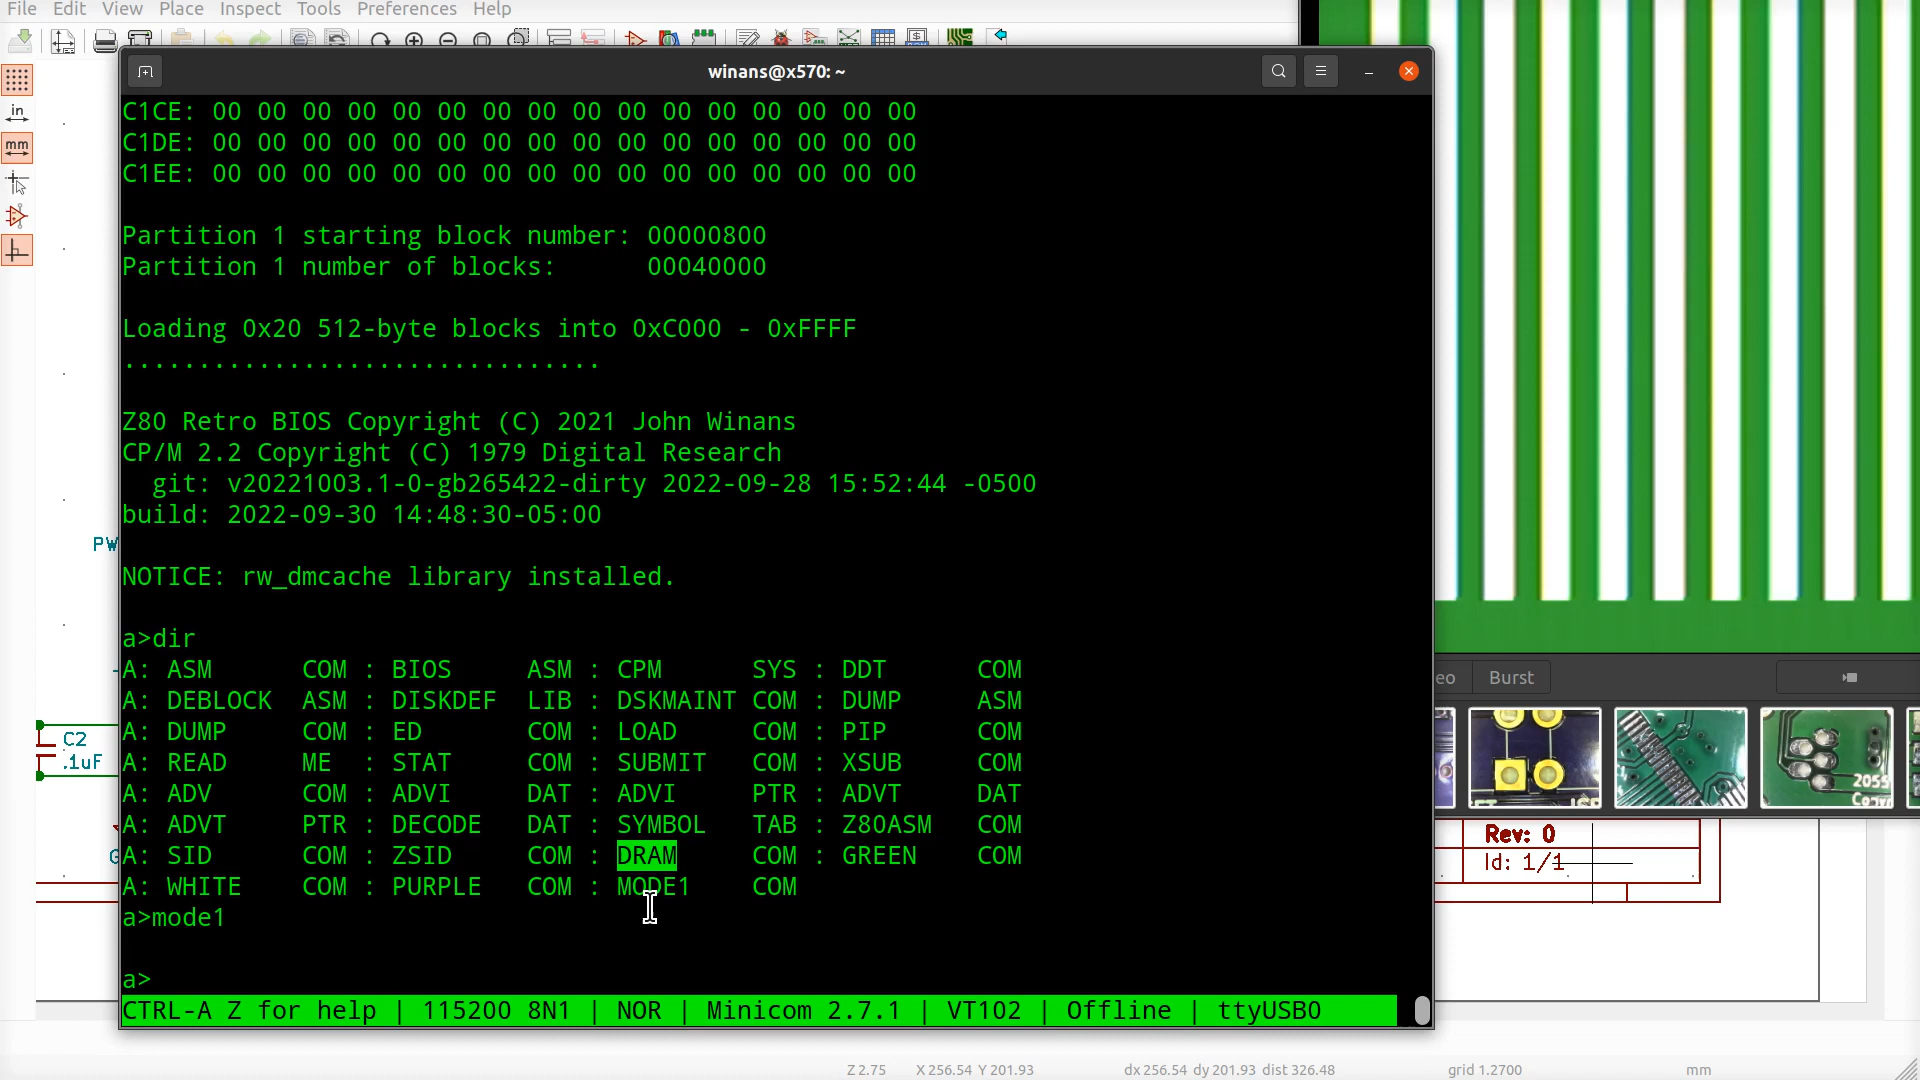 File Edit View Place Inspect Tools Preferences Help
winans@x570: ~
in
mm
C1CE: 00 00 00 00 00 00 00 00 00 00 00 00 00 00 00 00
C1DE: 00 00 00 00 00 00 00 00 00 00 00 00 00 00 00 00
C1EE: 00 00 00 00 00 00 00 00 00 00 00 00 00 00 00 00
Partition 1 starting block number: 00000800
Partition 1 number of blocks:      00040000
Loading 0x20 512-byte blocks into 0xC000 - 0xFFFF
................................
Z80 Retro BIOS Copyright (C) 2021 John Winans
CP/M 2.2 Copyright (C) 1979 Digital Research
git: v20221003.1-0-gb265422-dirty 2022-09-28 15:52:44 -0500
build: 2022-09-30 14:48:30-05:00
NOTICE: rw_dmcache library installed.
a>dir
A: ASM      COM : BIOS     ASM : CPM      SYS : DDT      COM
A: DEBLOCK  ASM : DISKDEF  LIB : DSKMAINT COM : DUMP     ASM
A: DUMP     COM : ED       COM : LOAD     COM : PIP      COM
A: READ     ME  : STAT     COM : SUBMIT   COM : XSUB     COM
A: ADV      COM : ADVI     DAT : ADVI     PTR : ADVT     DAT
A: ADVT     PTR : DECODE   DAT : SYMBOL   TAB : Z80ASM   COM
A: SID      COM : ZSID     COM : DRAM     COM : GREEN    COM
A: WHITE    COM : PURPLE   COM : MODE1    COM
a>mode1
a>
CTRL-A Z for help | 115200 8N1 | NOR | Minicom 2.7.1 | VT102 | Offline | ttyUSB0
PW
C2
.1uF
G
eo
Burst
2055
Rev: 0
Id: 1/1
Z 2.75
X 256.54 Y 201.93
dx 256.54 dy 201.93 dist 326.48
grid 1.2700
mm